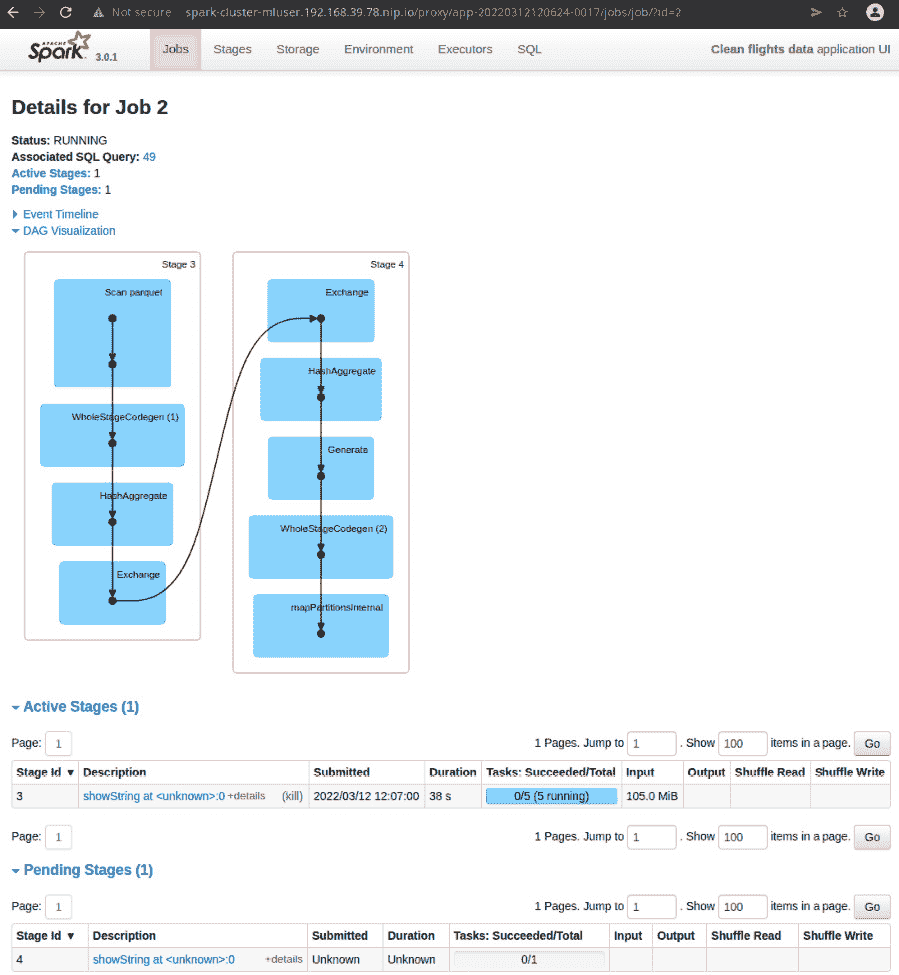 Not secure spark-cluster-mluser.192.168.39.78.nip.io/proxy/app-20220312120624-0017/jobs/job/?id=2
APACHE Spark 3.0.1 Jobs Stages Storage Environment Executors SQL Clean flights data application UI
Details for Job 2
Status: RUNNING
Associated SQL Query: 49
Active Stages: 1
Pending Stages: 1
Event Timeline
DAG Visualization
Stage 3
Scan parquet
WholeStageCodegen (1)
HashAggregate
Exchange
Stage 4
Exchange
HashAggregate
Generate
WholeStageCodegen (2)
mapPartitionsInternal
Active Stages (1)
Page: 1 1 Pages. Jump to 1 . Show 100 items in a page. Go
Stage Id ▼ Description Submitted Duration Tasks: Succeeded/Total Input Output Shuffle Read Shuffle Write
3 showString at <unknown>:0 +details (kill) 2022/03/12 12:07:00 38 s 0/5 (5 running) 105.0 MiB
Page: 1 1 Pages. Jump to 1 . Show 100 items in a page. Go
Pending Stages (1)
Page: 1 1 Pages. Jump to 1 . Show 100 items in a page. Go
Stage Id ▼ Description Submitted Duration Tasks: Succeeded/Total Input Output Shuffle Read Shuffle Write
4 showString at <unknown>:0 +details Unknown Unknown 0/1